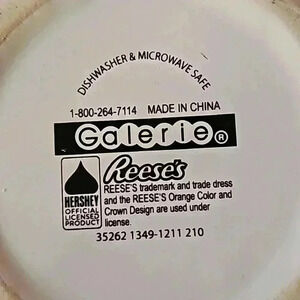 DISHWASHER & MICROWAVE SAFE
1-800-264-7114 MADE IN CHINA
Galerie®
Reese's
HERSHEY
OFFICIAL
LICENSED
PRODUCT
REESE'S trademark and trade dress
and the REESE'S Orange Color and
Crown Design are used under
license.
35262 1349-1211 210